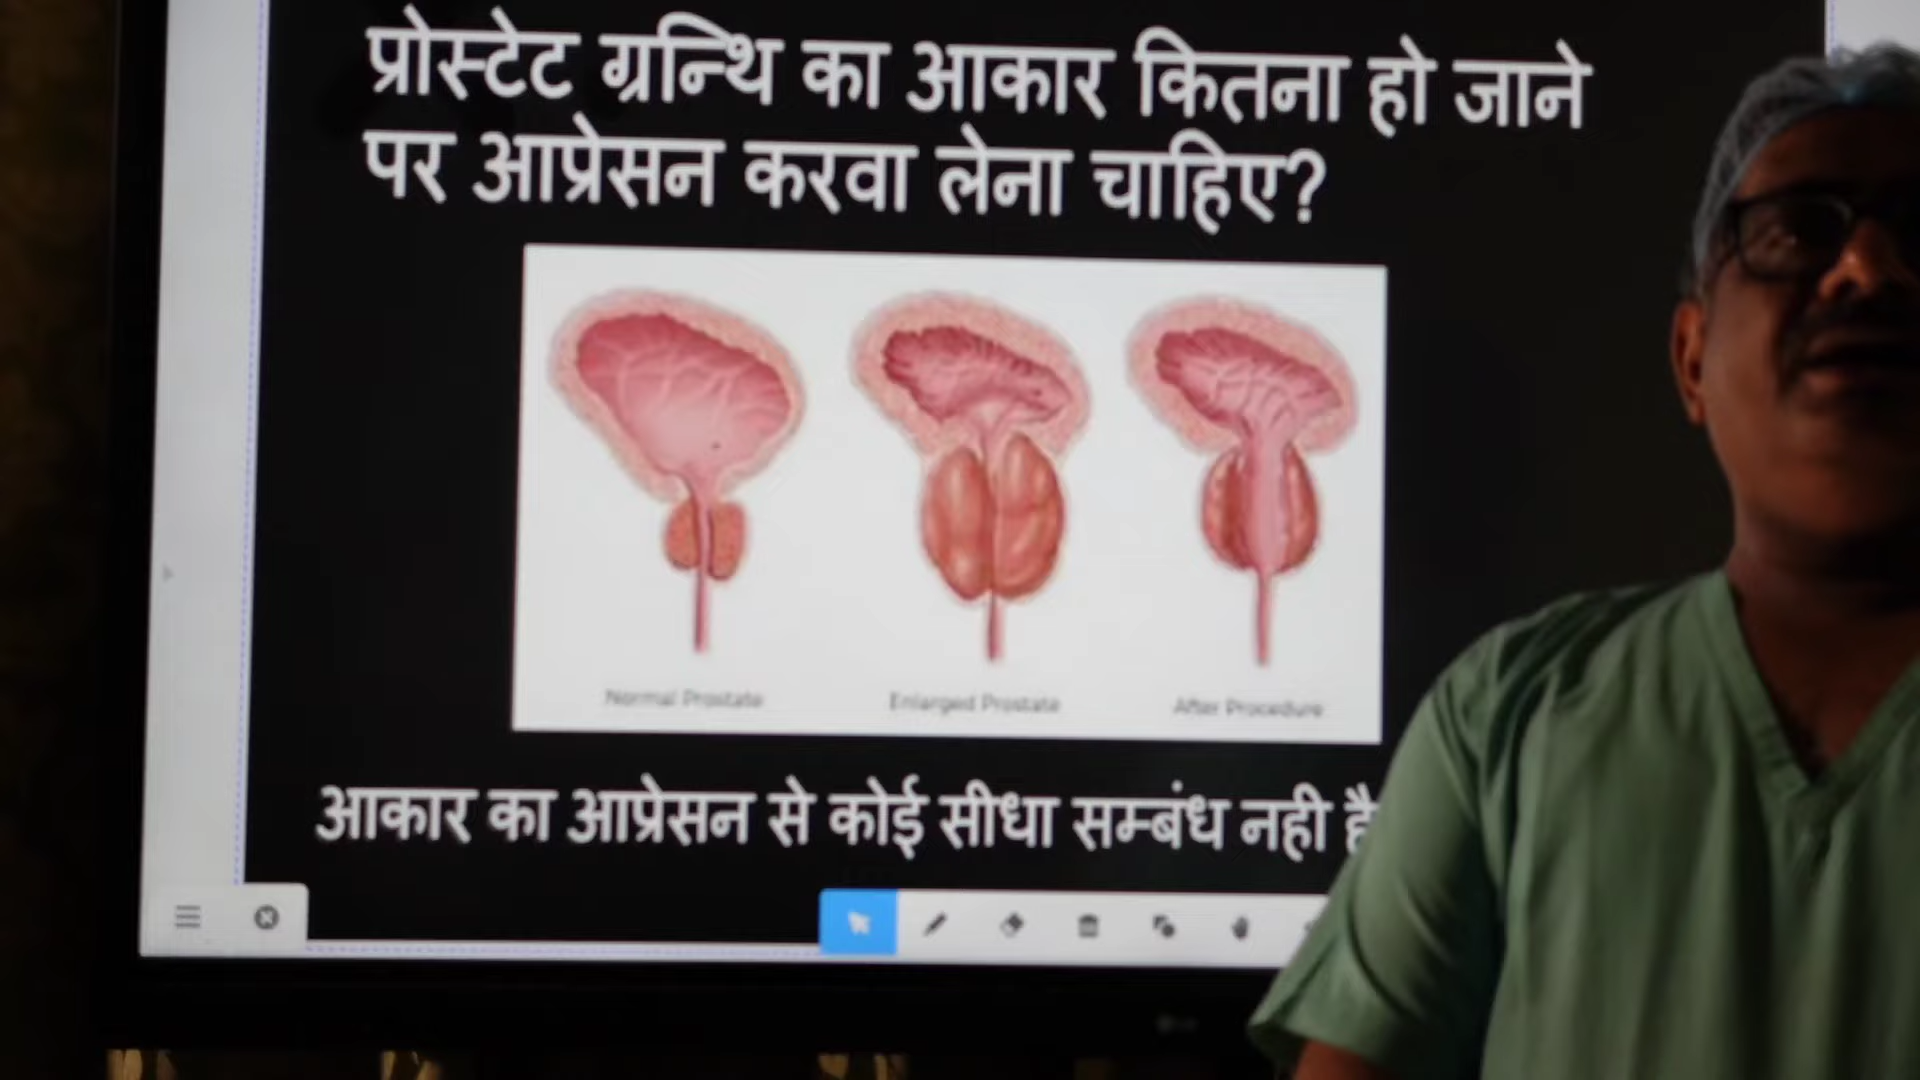 प्रोस्टेट ग्रन्थि का आकार कितना हो जाने
पर आप्रेसन करवा लेना चाहिए?
Normal Prostate
Enlarged Prostate
After Procedure
आकार का आप्रेसन से कोई सीधा सम्बंध नही है